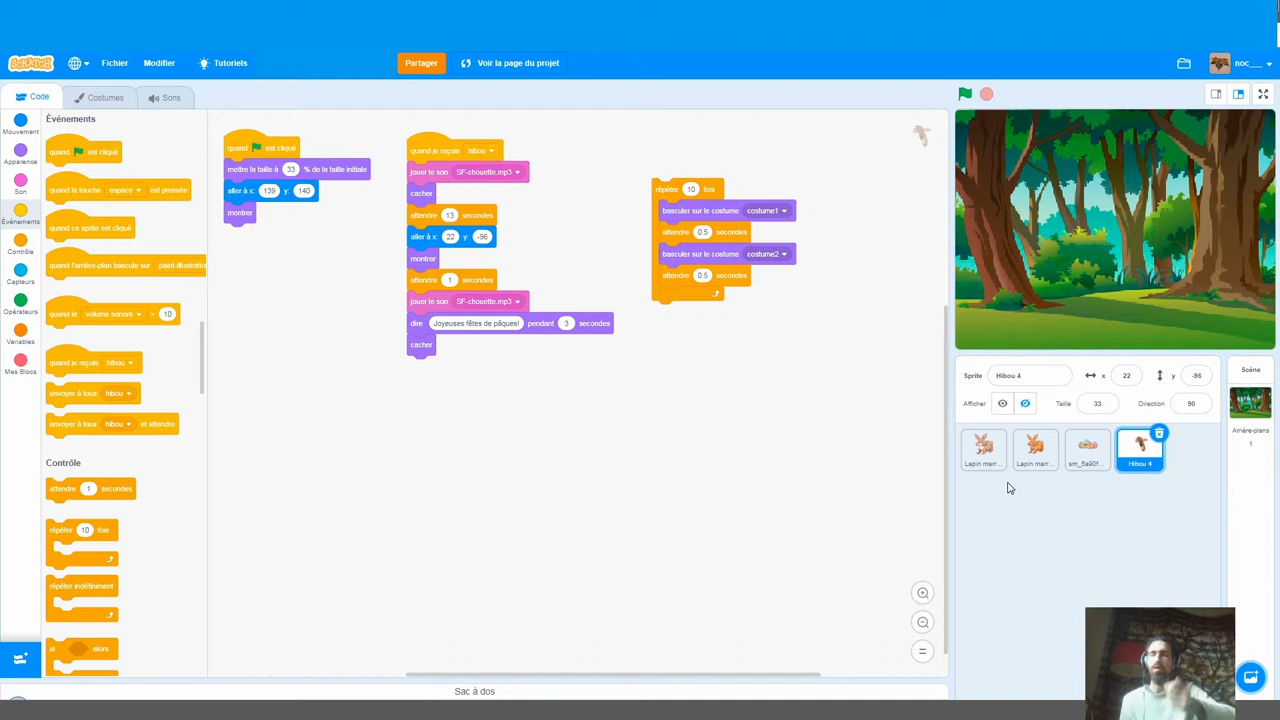 SCRATCH
Fichier
Modifier
Tutoriels
Partager
Voir la page du projet
noc___
Code
Costumes
Sons
Mouvement
Apparence
Son
Événements
Contrôle
Capteurs
Opérateurs
Variables
Mes Blocs
Événements
quand est cliqué
quand la touche espace est pressée
quand ce sprite est cliqué
quand l'arrière-plan bascule sur
quand le volume sonore > 10
quand je reçois hibou
envoyer à tous hibou
envoyer à tous hibou et attendre
Contrôle
attendre 1 secondes
répéter 10 fois
répéter indéfiniment
si alors
quand est cliqué
mettre la taille à 33 % de la taille initiale
aller à x: 139 y: 140
montrer
quand je reçois hibou
jouer le son SF-chouette.mp3
cacher
attendre 13 secondes
aller à x: 22 y: -96
montrer
attendre 1 secondes
jouer le son SF-chouette.mp3
dire Joyeuses fêtes de pâques! pendant 3 secondes
cacher
répéter 10 fois
basculer sur le costume costume1
attendre 0.5 secondes
basculer sur le costume costume2
attendre 0.5 secondes
Sprite Hibou 4 x 22 y -96
Afficher Taille 33 Direction 90
Lapin marr... Lapin marr... sm_5a90f... Hibou 4
Scène
Arrière-plans
1
Sac à dos